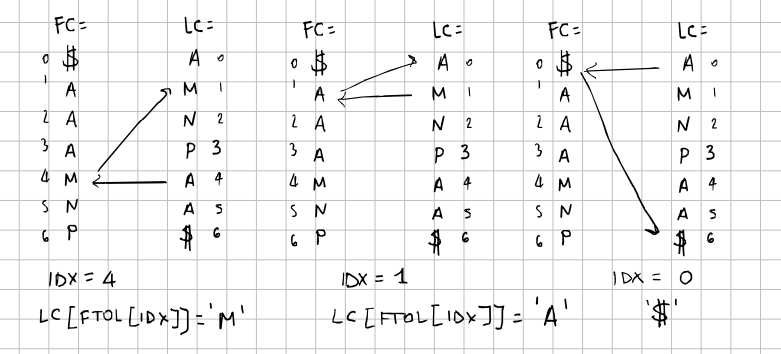 FC= LC= FC= LC= FC= LC=
0 $ A 0 0 $ A 0 0 $ A 0
1 A M 1 1 A M 1 1 A M 1
2 A N 2 2 A N 2 2 A N 2
3 A P 3 3 A P 3 3 A P 3
4 M A 4 4 M A 4 4 M A 4
5 N A 5 5 N A 5 5 N A 5
6 P $ 6 6 P $ 6 6 P $ 6
IDX = 4 IDX = 1 IDX = 0
LC[FTOL[IDX]]='M' LC[FTOL[IDX]]='A' '$'